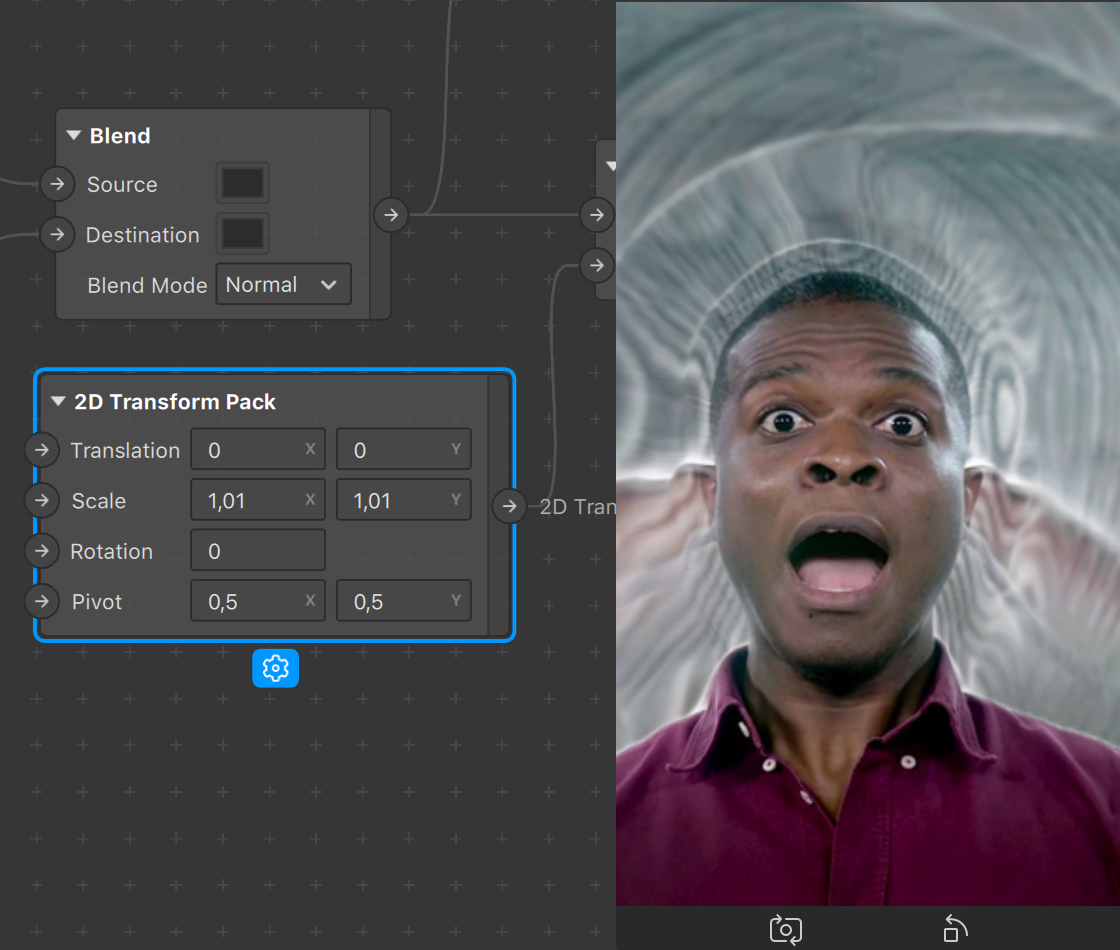 Blend
Source
Destination
Blend Mode Normal
2D Transform Pack
Translation 0 X 0 Y
Scale 1,01 X 1,01 Y
2D Tran
Rotation 0
Pivot 0,5 X 0,5 Y